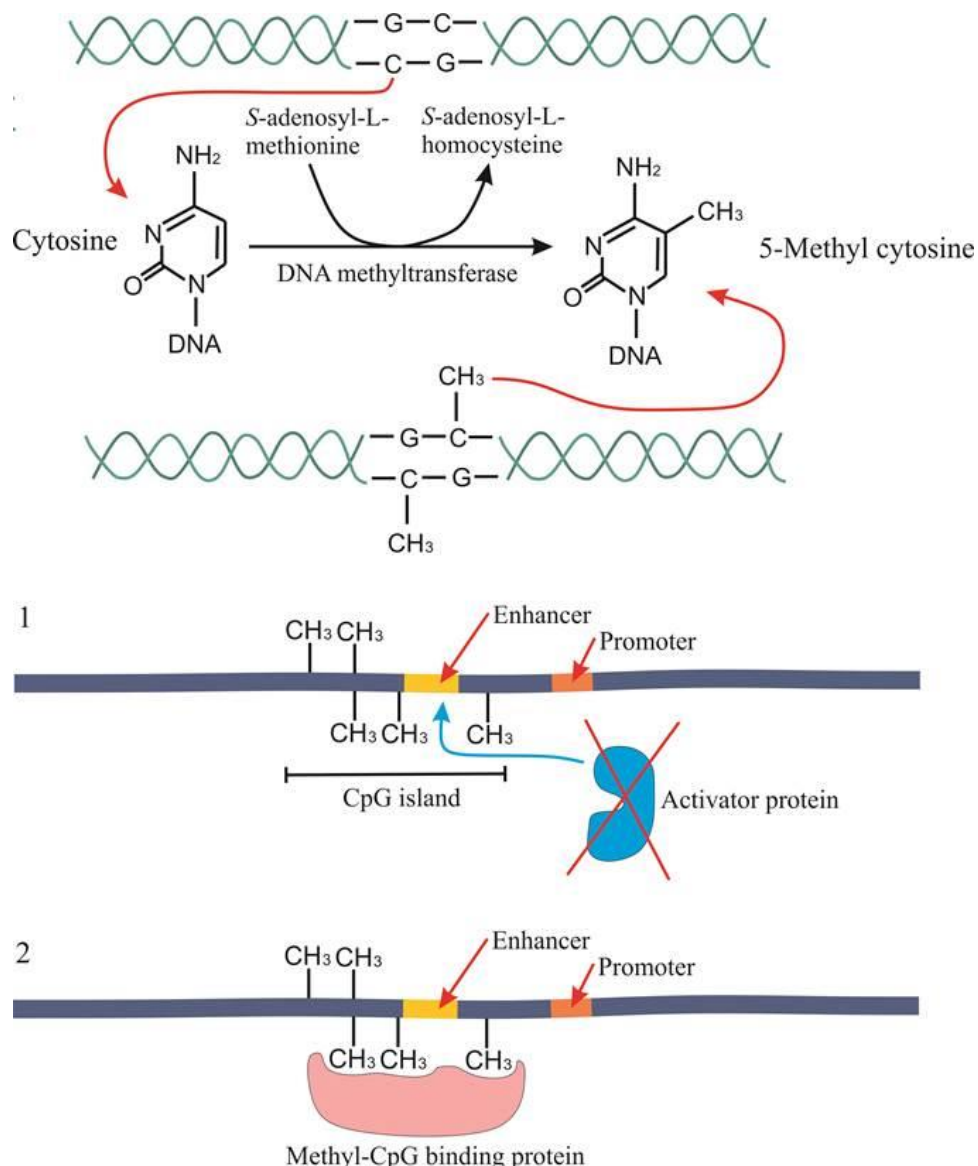 G C
C G
S-adenosyl-L-
methionine
S-adenosyl-L-
homocysteine
NH₂
N
O
N
DNA
Cytosine
DNA methyltransferase
NH₂
CH₃
N
O
N
DNA
5-Methyl cytosine
CH₃
G C
C G
CH₃
1
CH₃ CH₃
Enhancer
Promoter
CH₃ CH₃ CH₃
CpG island
Activator protein
2
CH₃ CH₃
Enhancer
Promoter
CH₃ CH₃ CH₃
Methyl-CpG binding protein